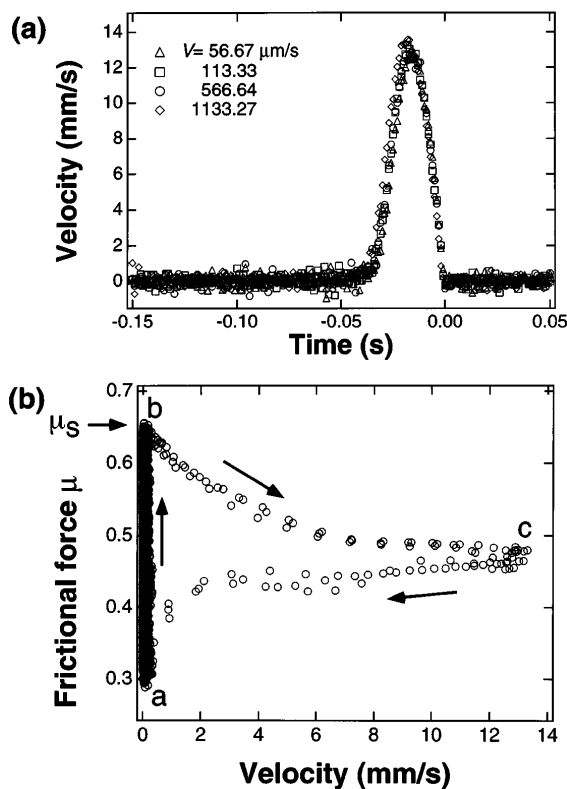 (a)
14
12
10
8
6
4
2
0
Velocity (mm/s)
△ V= 56.67 μm/s
□ 113.33
○ 566.64
◇ 1133.27
-0.15 -0.10 -0.05 0.00 0.05
Time (s)
(b)
0.7
0.6
0.5
0.4
0.3
Frictional force μ
μS
b
c
a
0 2 4 6 8 10 12 14
Velocity (mm/s)